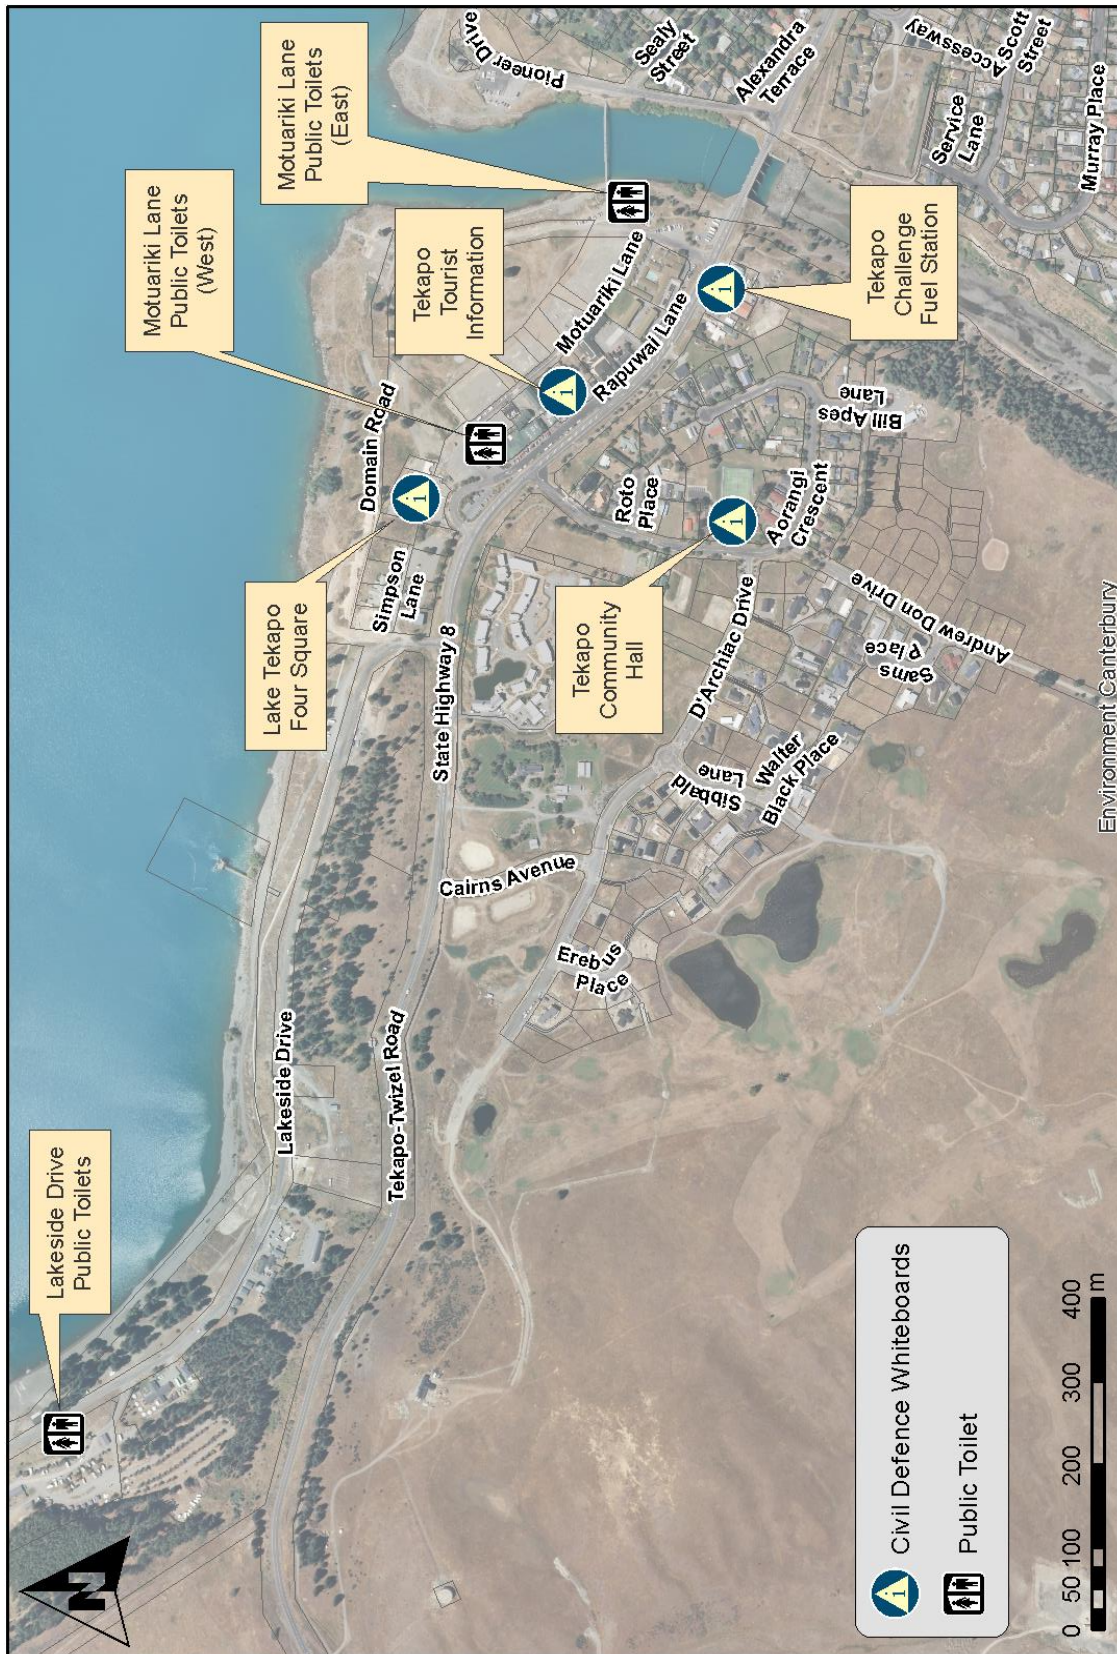 Lakeside Drive
Public Toilets
Lake Tekapo
Four Square
Motuariki Lane
Public Toilets
(West)
Motuariki Lane
Public Toilets
(East)
Tekapo
Tourist
Information
Tekapo
Community
Hall
Tekapo
Challenge
Fuel Station
Pioneer Drive
Sealy
Street
Alexandra
Terrace
Scott
Street
Accessway
Service
Lane
Murray Place
Domain Road
Simpson
Lane
Motuariki Lane
Rapuwai Lane
Lakeside Drive
State Highway 8
Tekapo-Twizel Road
Roto
Place
Aorangi
Crescent
Bill Apes
Lane
Cairns Avenue
D'Archiac Drive
Andrew Don Drive
Sams
Place
Sibbald
Lane
Walter
Black Place
Erebus
Place
N
Civil Defence Whiteboards
Public Toilet
0 50 100 200 300 400
m
Environment Canterbury